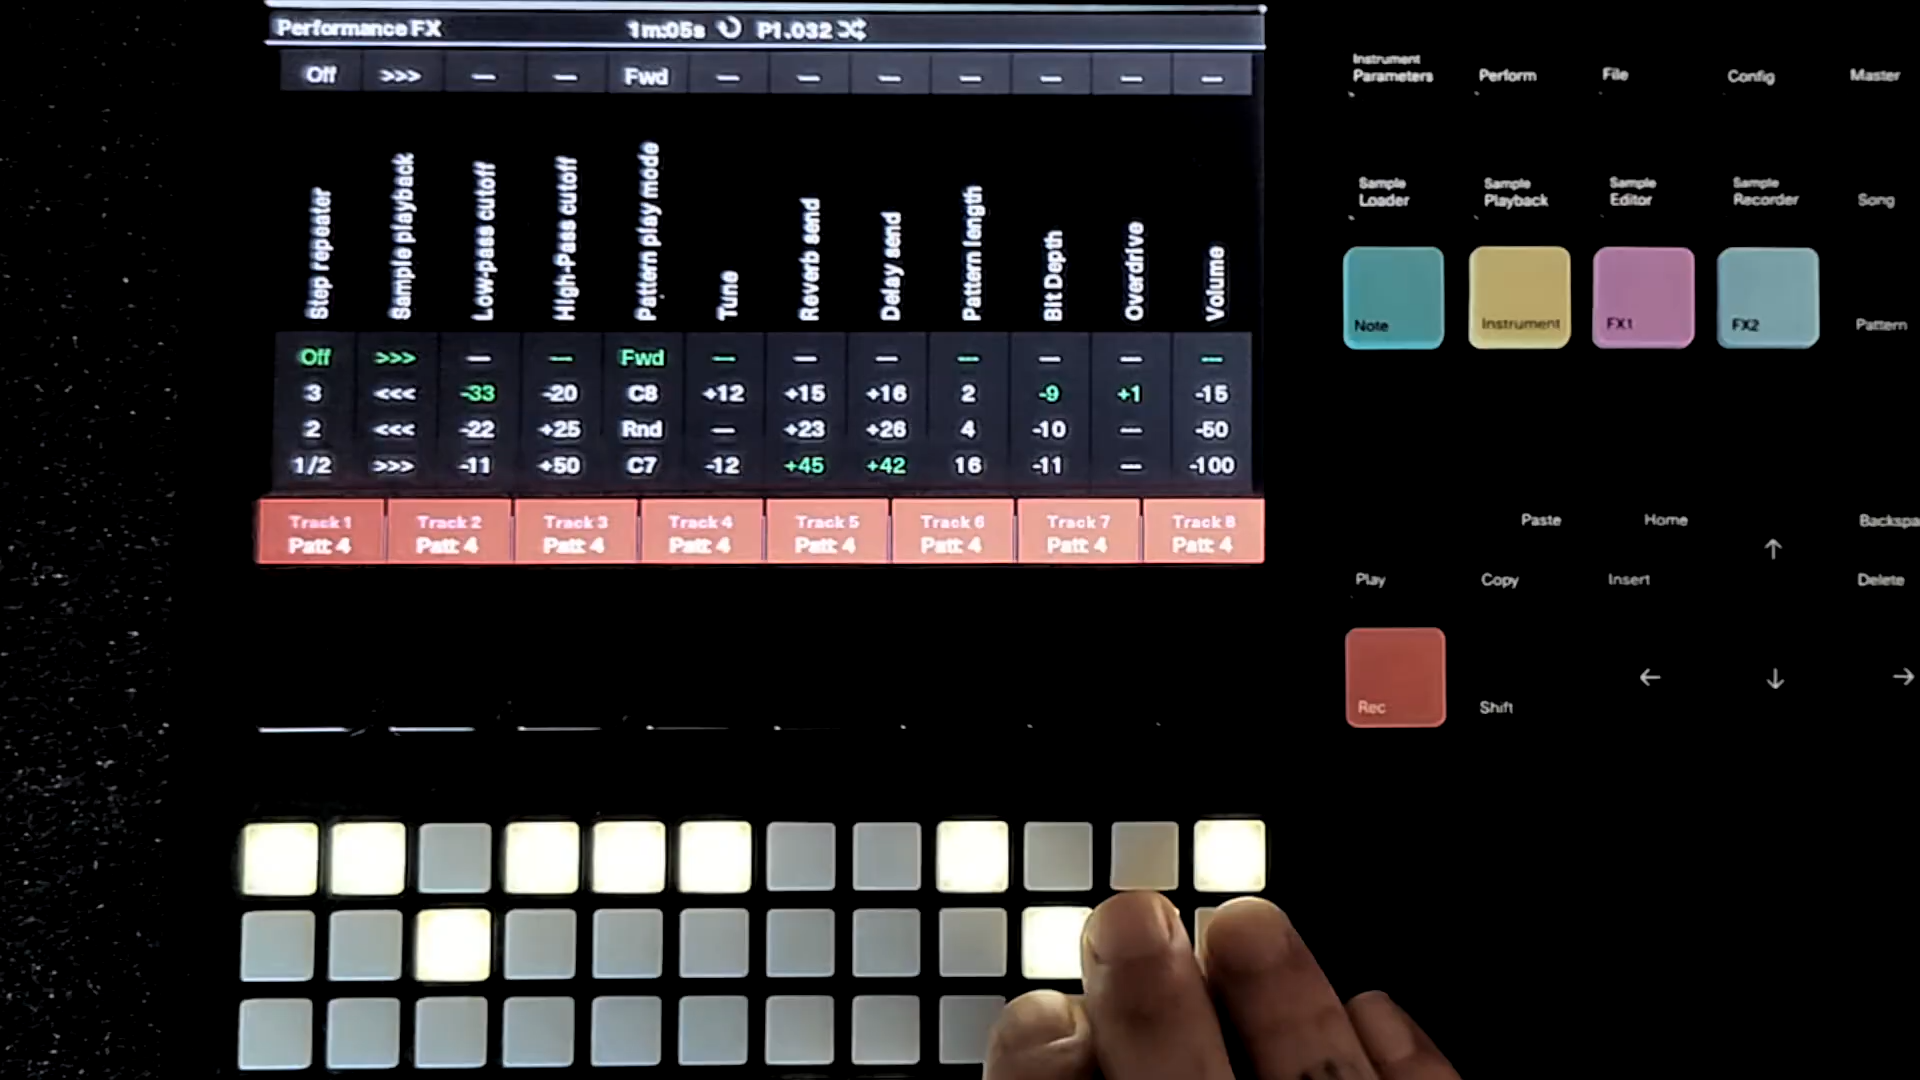 Performance FX 1m:05s P1.032
Off >>> — — Fwd — — — — — — —
Step repeater
Sample playback
Low-pass cutoff
High-Pass cutoff
Pattern play mode
Tune
Reverb send
Delay send
Pattern length
Bit Depth
Overdrive
Volume
Off >>> — — Fwd — — — — — — —
3 <<< -33 -20 C8 +12 +15 +16 2 -9 +1 -15
2 <<< -22 +25 Rnd — +23 +26 4 -10 — -50
1/2 >>> -11 +50 C7 -12 +45 +42 16 -11 — -100
Track 1 Track 2 Track 3 Track 4 Track 5 Track 6 Track 7 Track 8
Patt 4 Patt 4 Patt 4 Patt 4 Patt 4 Patt 4 Patt 4 Patt 4
Instrument
Parameters Perform File Config Master
Sample Sample Sample Sample
Loader Playback Editor Recorder Song
Note Instrument FX1 FX2 Pattern
Paste Home Backspa
Play Copy Insert ↑ Delete
Rec Shift ← ↓ →